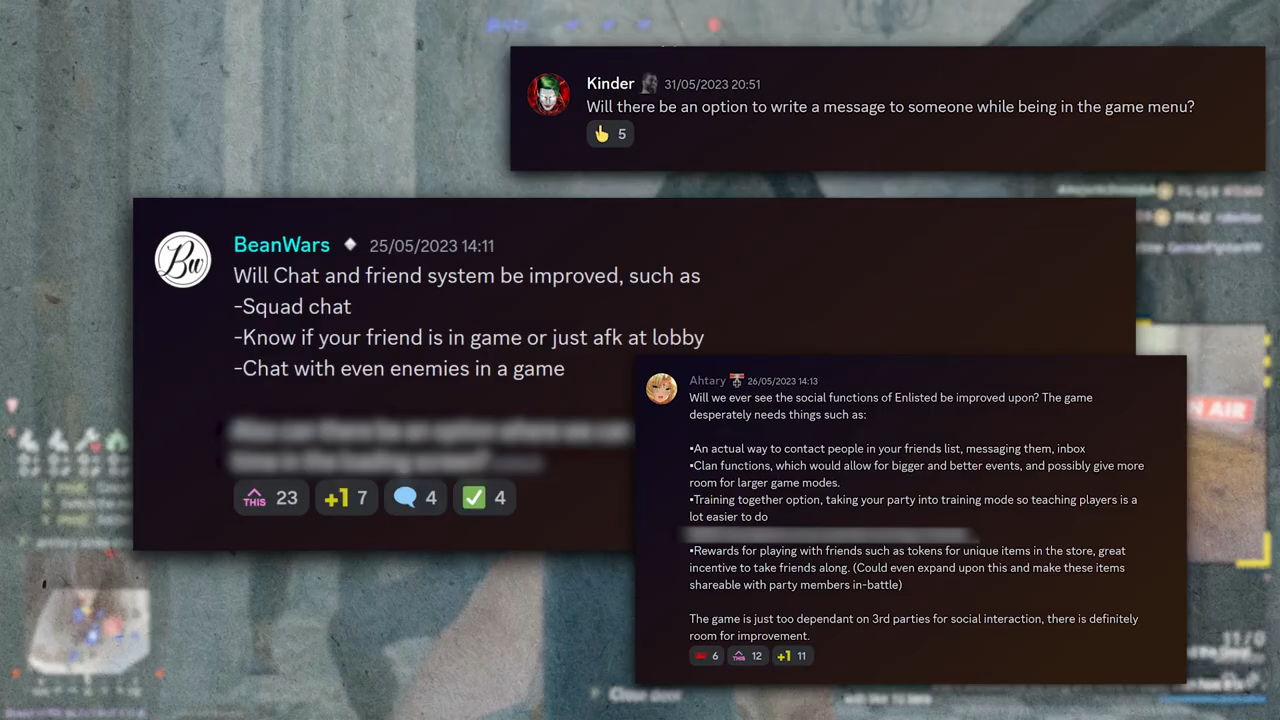 Kinder 31/05/2023 20:51
Will there be an option to write a message to someone while being in the game menu?
5
Bw
BeanWars 25/05/2023 14:11
Will Chat and friend system be improved, such as
-Squad chat
-Know if your friend is in game or just afk at lobby
-Chat with even enemies in a game
THIS 23 +1 7 4 4
Ahtary 26/05/2023 14:13
Will we ever see the social functions of Enlisted be improved upon? The game
desperately needs things such as:
•An actual way to contact people in your friends list, messaging them, inbox
•Clan functions, which would allow for bigger and better events, and possibly give more
room for larger game modes.
•Training together option, taking your party into training mode so teaching players is a
lot easier to do
•Rewards for playing with friends such as tokens for unique items in the store, great
incentive to take friends along. (Could even expand upon this and make these items
shareable with party members in-battle)
The game is just too dependant on 3rd parties for social interaction, there is definitely
room for improvement.
6 THIS 12 +1 11
N AIR
11/0
Close door